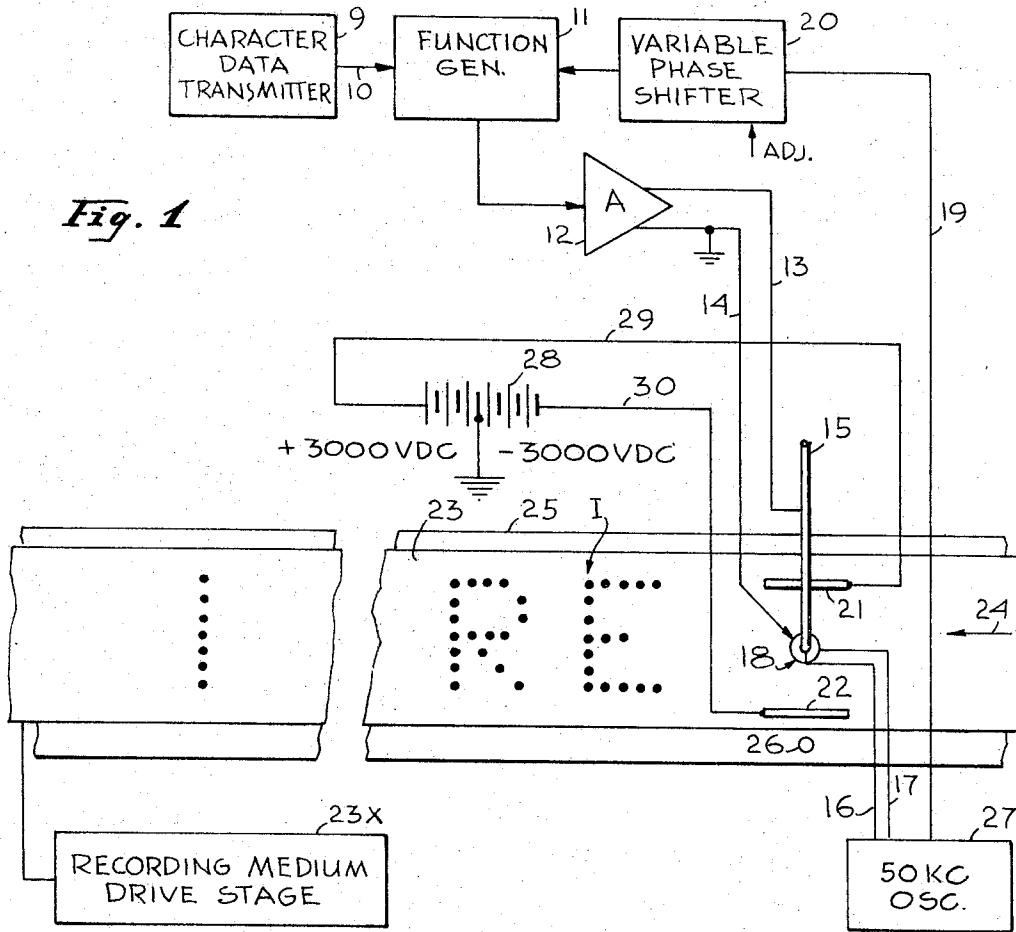 9
CHARACTER
DATA
TRANSMITTER
10
11
FUNCTION
GEN.
20
VARIABLE
PHASE
SHIFTER
ADJ.
Fig. 1
A
12
13
14
19
29
28
30
+3000VDC
-3000VDC
15
23
25
I
I
R
E
21
24
18
22
26
16
17
23X
RECORDING MEDIUM
DRIVE STAGE
27
50KC
OSC.